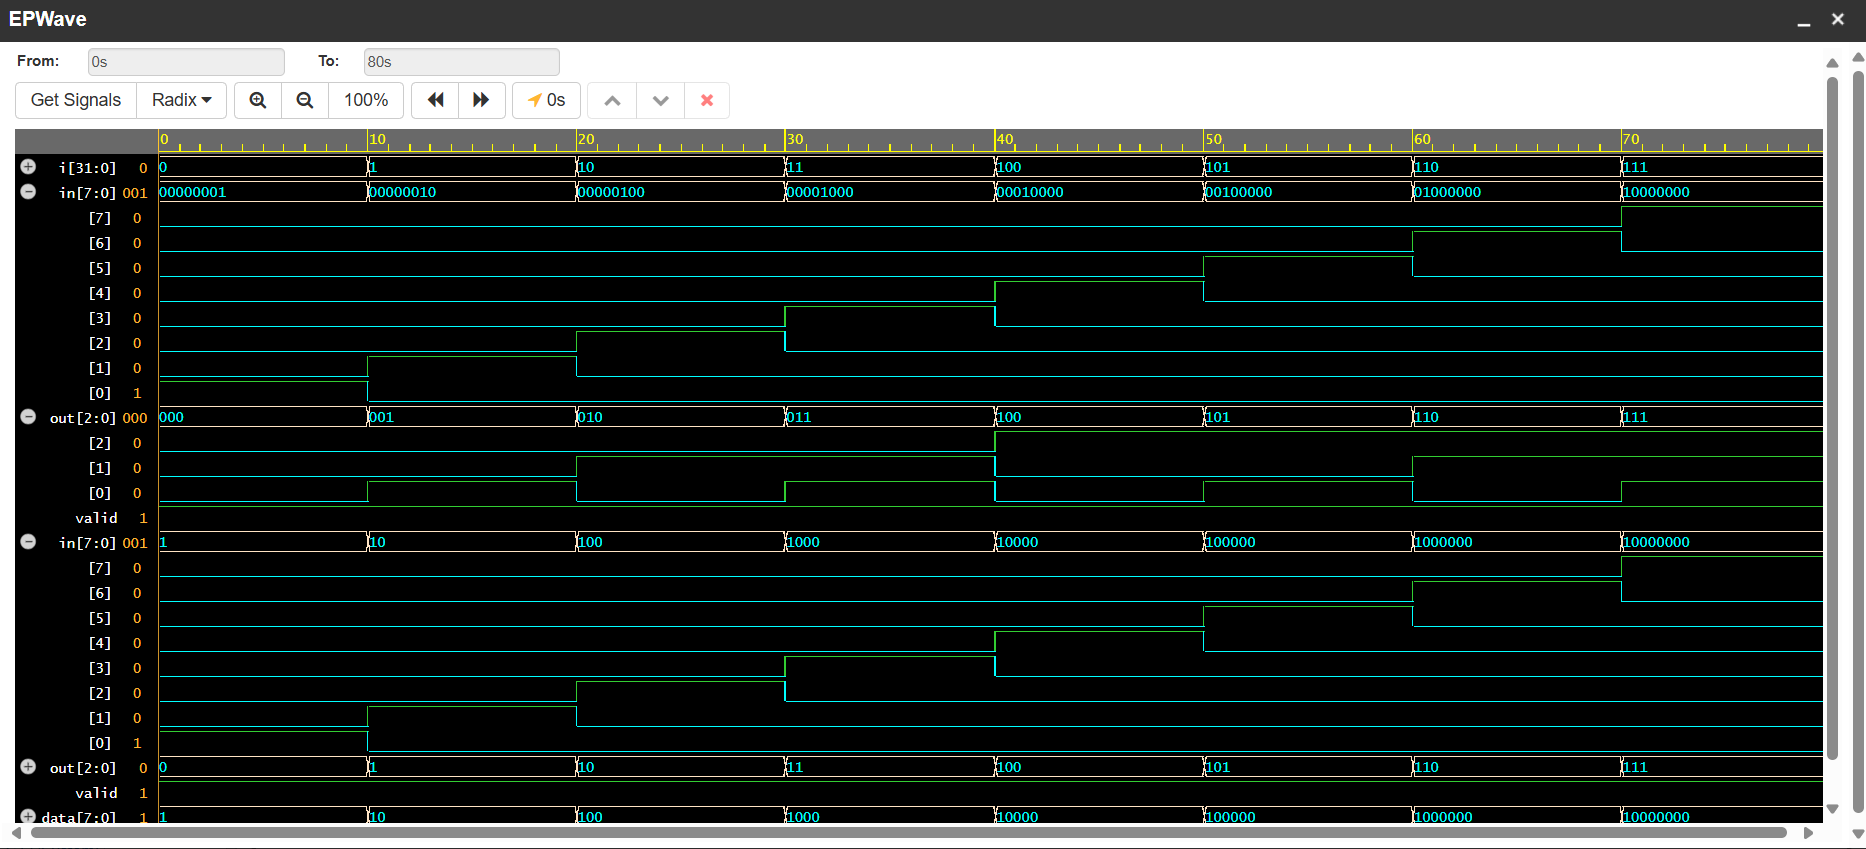 EPWave
From: 0s To: 80s
Get Signals Radix 100% 0s
0 10 20 30 40 50 60 70
i[31:0] 0 0 1 10 11 100 101 110 111
in[7:0] 001 00000001 00000010 00000100 00001000 00010000 00100000 01000000 10000000
[7] 0
[6] 0
[5] 0
[4] 0
[3] 0
[2] 0
[1] 0
[0] 1
out[2:0] 000 000 001 010 011 100 101 110 111
[2] 0
[1] 0
[0] 0
valid 1
in[7:0] 001 1 10 100 1000 10000 100000 1000000 10000000
[7] 0
[6] 0
[5] 0
[4] 0
[3] 0
[2] 0
[1] 0
[0] 1
out[2:0] 0 0 1 10 11 100 101 110 111
valid 1
data[7:0] 1 1 10 100 1000 10000 100000 1000000 10000000